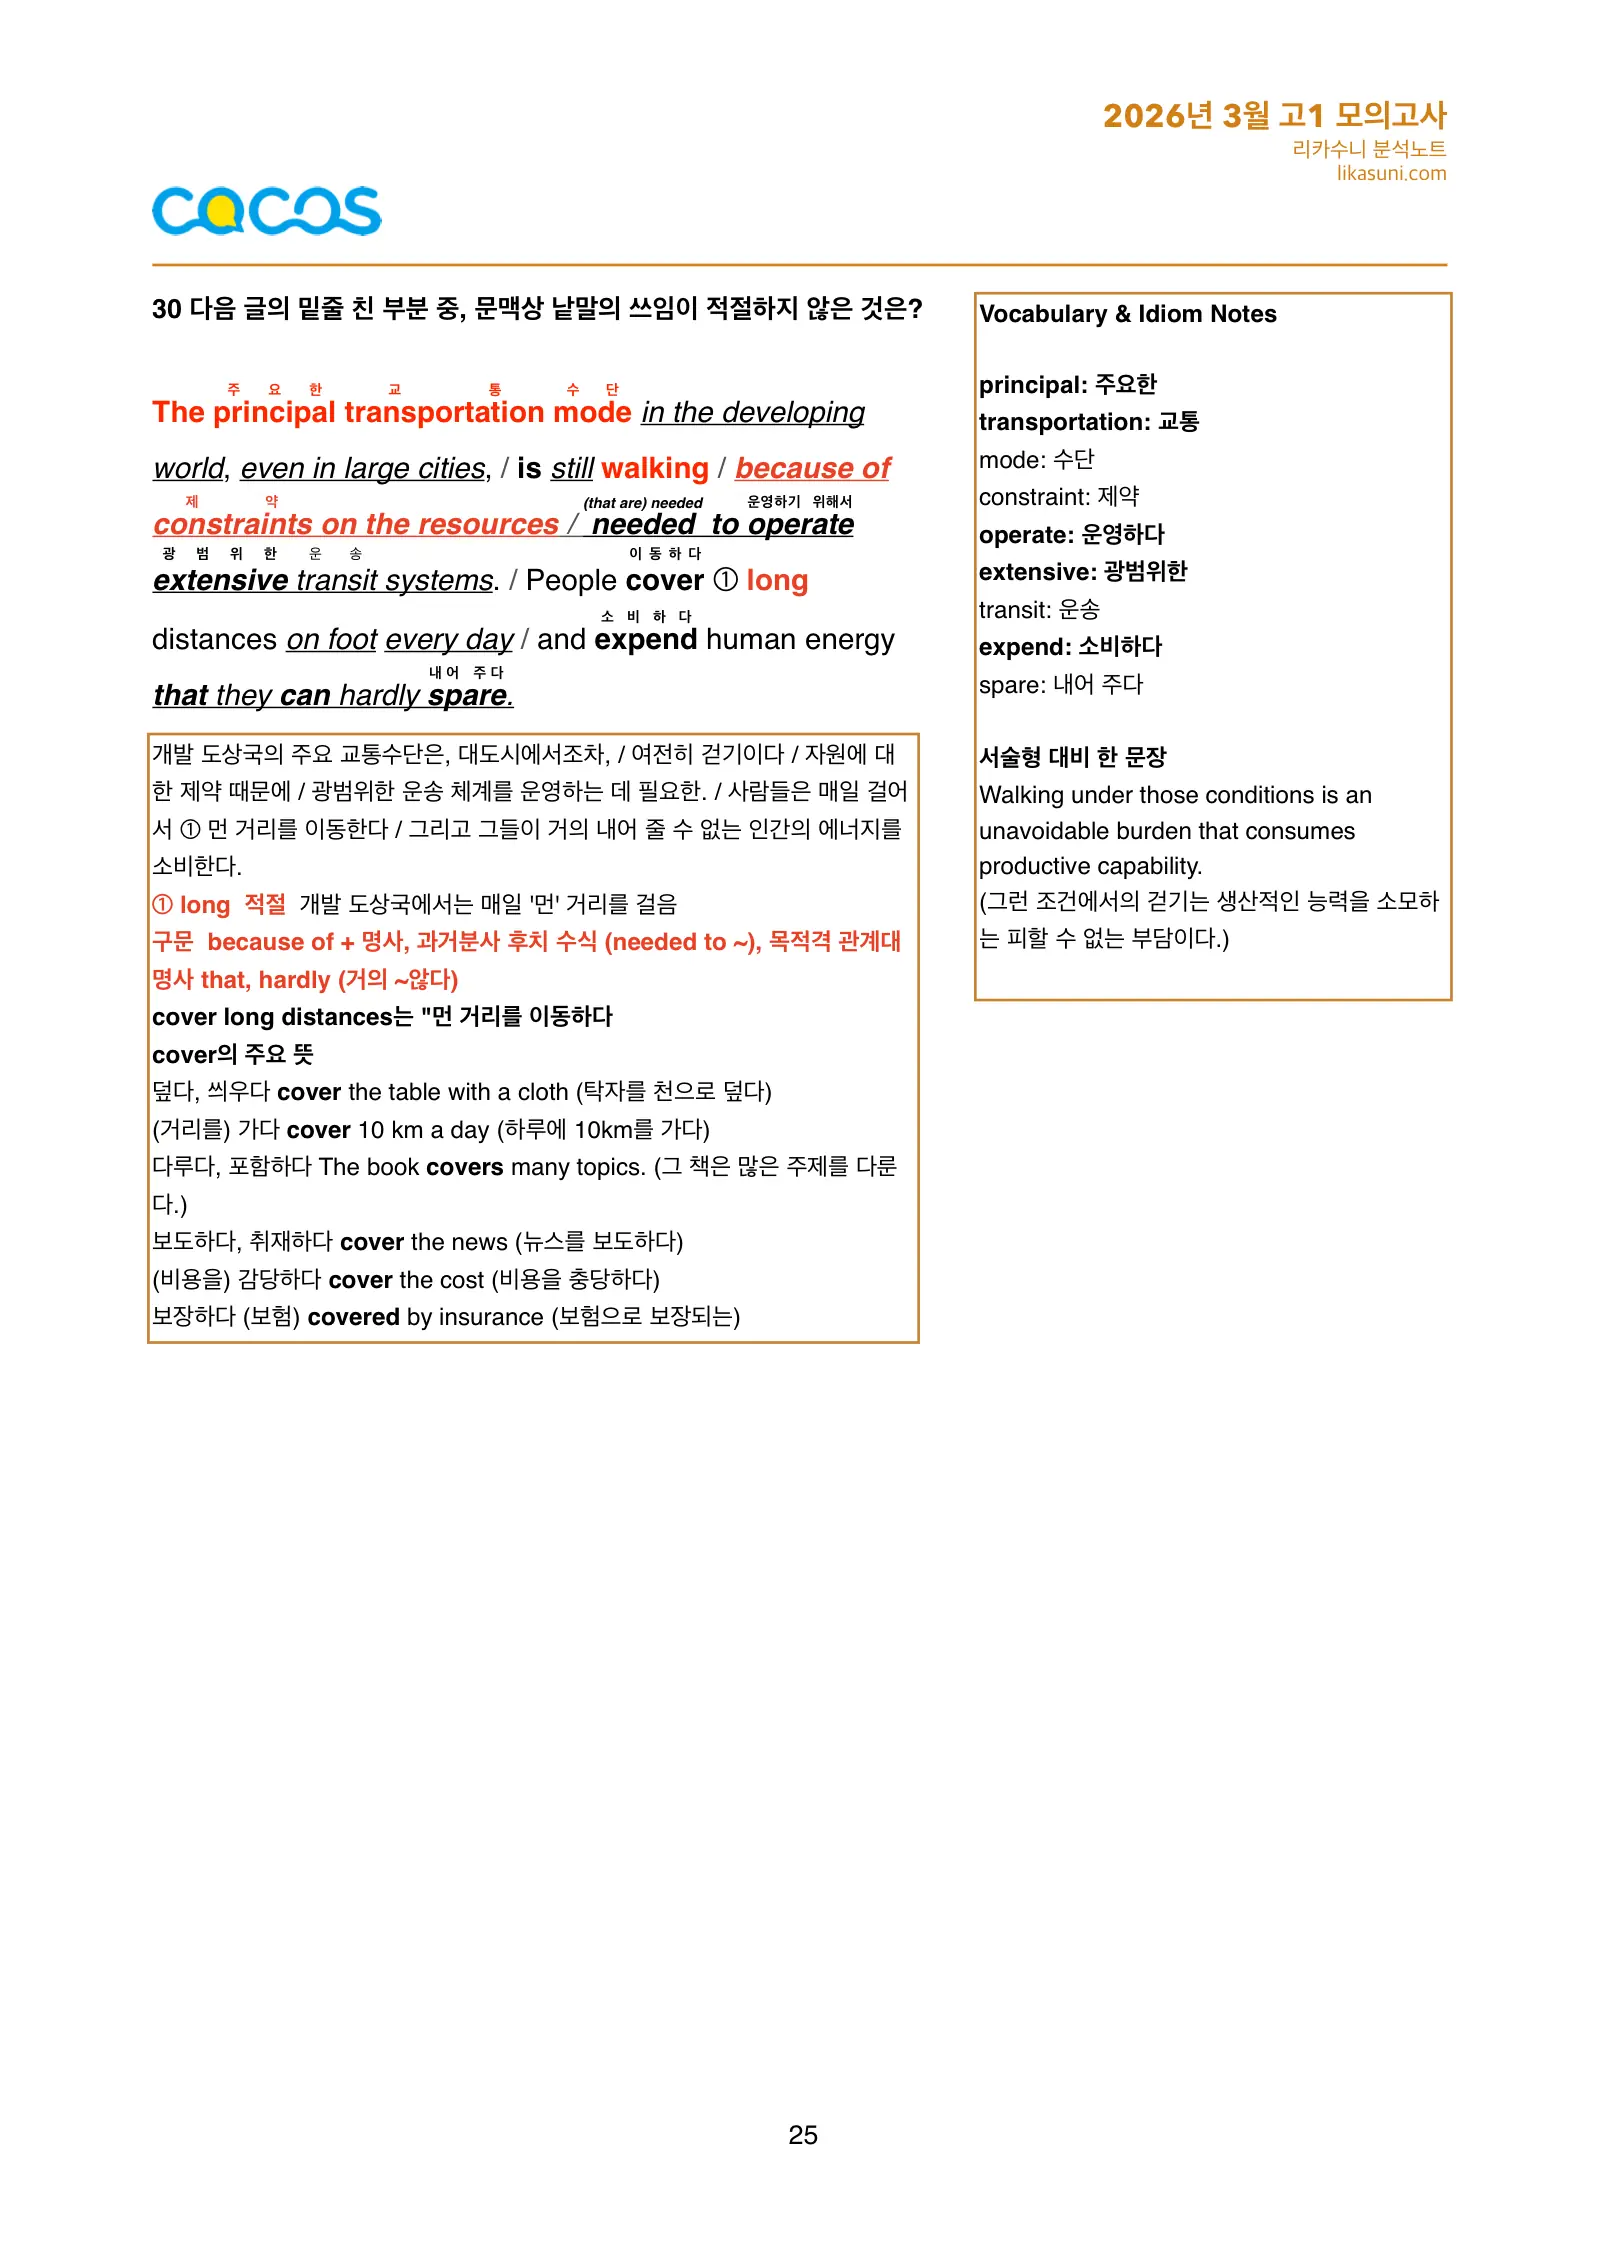 2026년 3월 고1 모의고사
리카수니 분석노트
likasuni.com
cacos
30 다음 글의 밑줄 친 부분 중, 문맥상 낱말의 쓰임이 적절하지 않은 것은?
주 요 한 교 통 수 단
The principal transportation mode in the developing
world, even in large cities, / is still walking / because of
제 약 (that are) needed 운영하기 위해서
constraints on the resources / needed to operate
광 범 위 한 운 송 이동하다
extensive transit systems. / People cover ① long
소 비 하 다
distances on foot every day / and expend human energy
내어 주다
that they can hardly spare.
개발 도상국의 주요 교통수단은, 대도시에서조차, / 여전히 걷기이다 / 자원에 대
한 제약 때문에 / 광범위한 운송 체계를 운영하는 데 필요한. / 사람들은 매일 걸어
서 ① 먼 거리를 이동한다 / 그리고 그들이 거의 내어 줄 수 없는 인간의 에너지를
소비한다.
① long 적절 개발 도상국에서는 매일 '먼' 거리를 걸음
구문 because of + 명사, 과거분사 후치 수식 (needed to ~), 목적격 관계대
명사 that, hardly (거의 ~않다)
cover long distances는 "먼 거리를 이동하다
cover의 주요 뜻
덮다, 씌우다 cover the table with a cloth (탁자를 천으로 덮다)
(거리를) 가다 cover 10 km a day (하루에 10km를 가다)
다루다, 포함하다 The book covers many topics. (그 책은 많은 주제를 다룬
다.)
보도하다, 취재하다 cover the news (뉴스를 보도하다)
(비용을) 감당하다 cover the cost (비용을 충당하다)
보장하다 (보험) covered by insurance (보험으로 보장되는)
Vocabulary & Idiom Notes
principal: 주요한
transportation: 교통
mode: 수단
constraint: 제약
operate: 운영하다
extensive: 광범위한
transit: 운송
expend: 소비하다
spare: 내어 주다
서술형 대비 한 문장
Walking under those conditions is an
unavoidable burden that consumes
productive capability.
(그런 조건에서의 걷기는 생산적인 능력을 소모하
는 피할 수 없는 부담이다.)
25